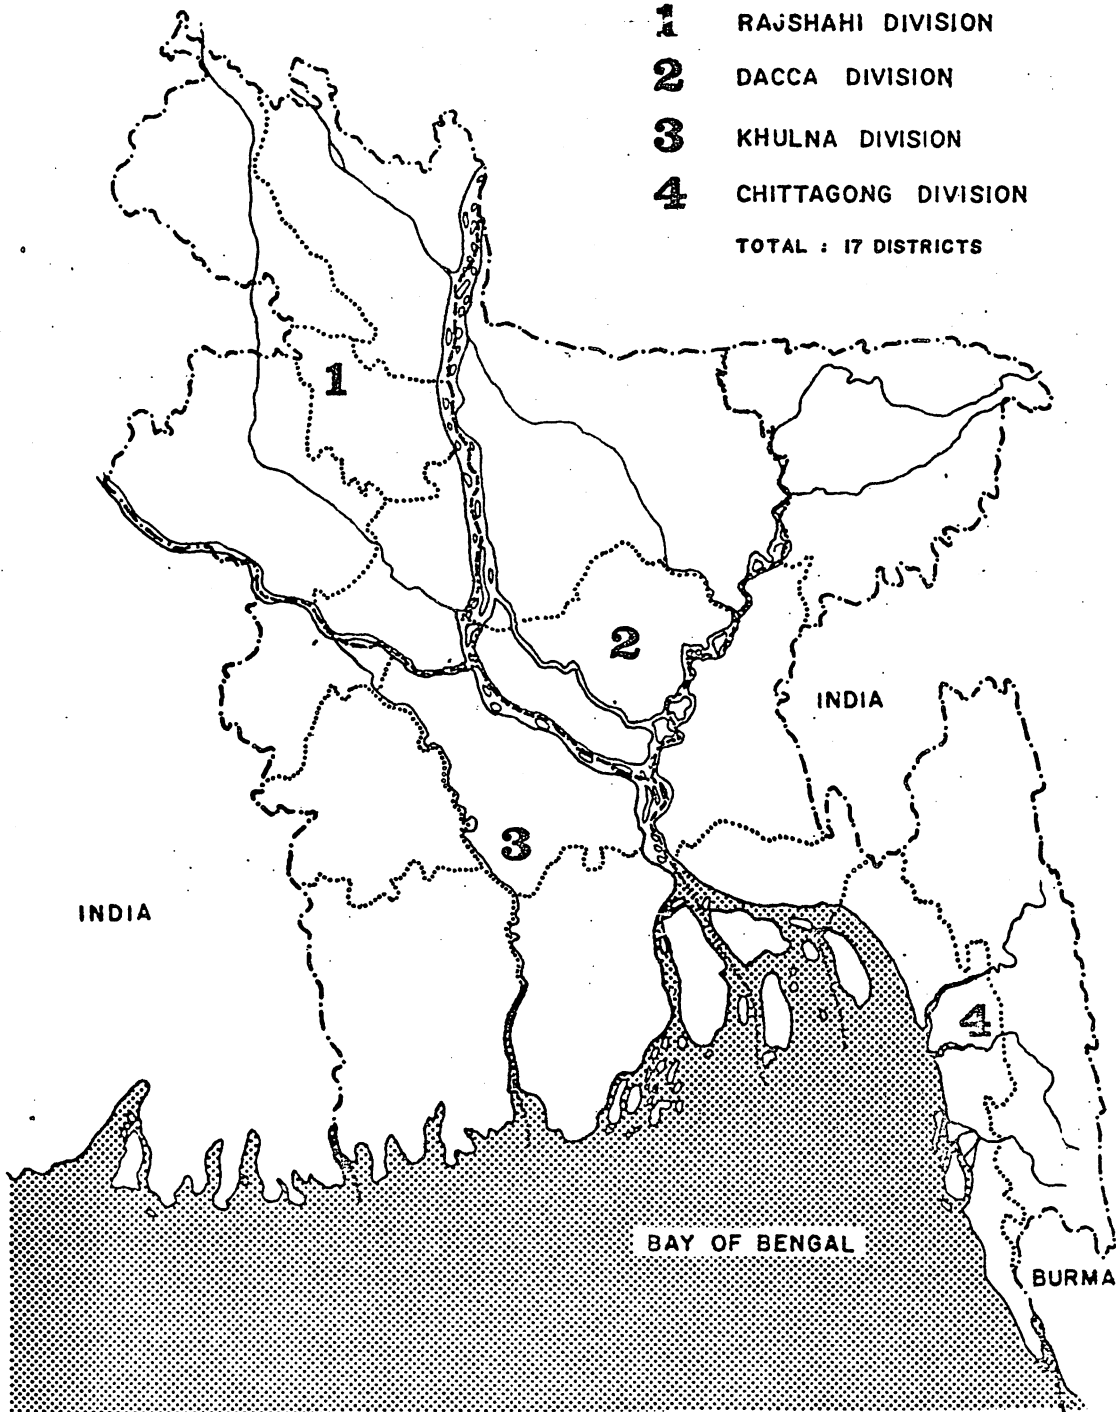 1 RAJSHAHI DIVISION
2 DACCA DIVISION
3 KHULNA DIVISION
4 CHITTAGONG DIVISION
TOTAL : 17 DISTRICTS
1
2
INDIA
3
INDIA
4
BAY OF BENGAL
BURMA